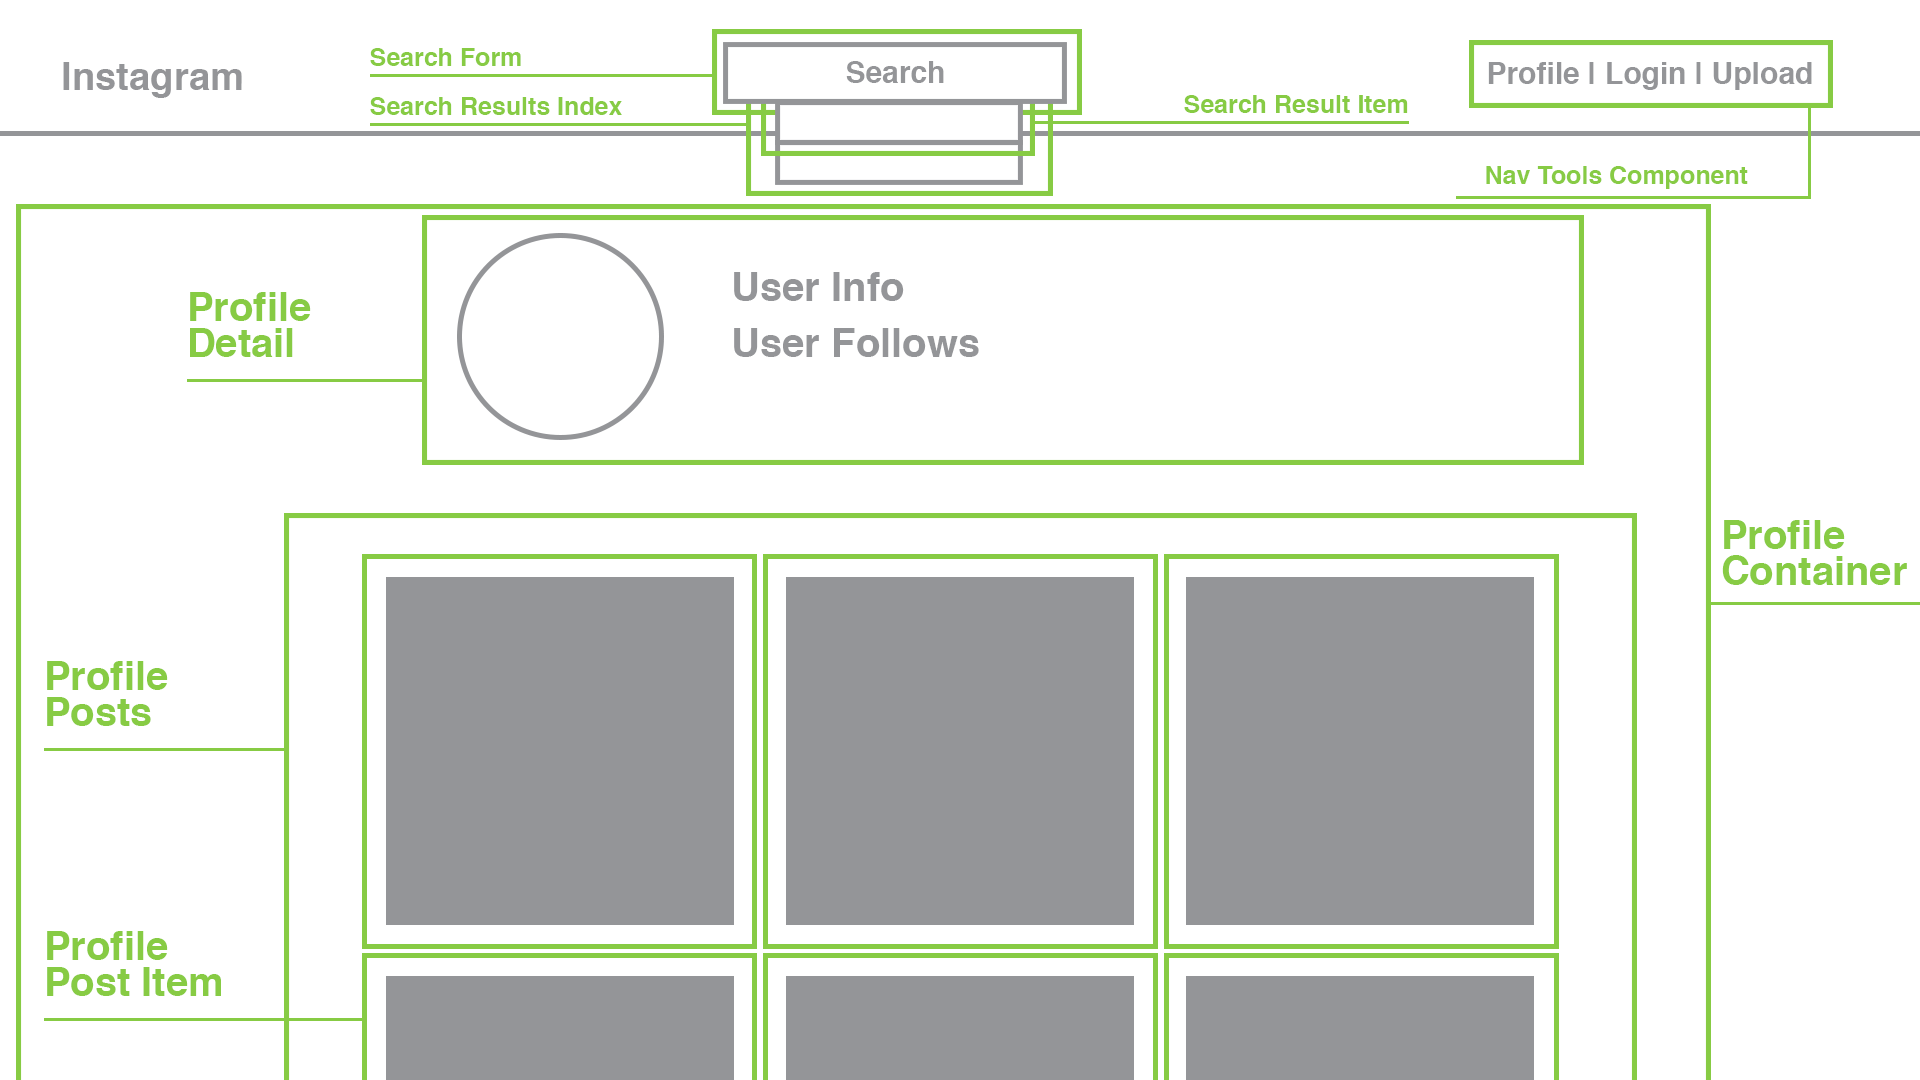 Instagram
Search Form
Search Results Index
Search
Search Result Item
Profile | Login | Upload
Nav Tools Component
Profile
Detail
User Info
User Follows
Profile
Container
Profile
Posts
Profile
Post Item